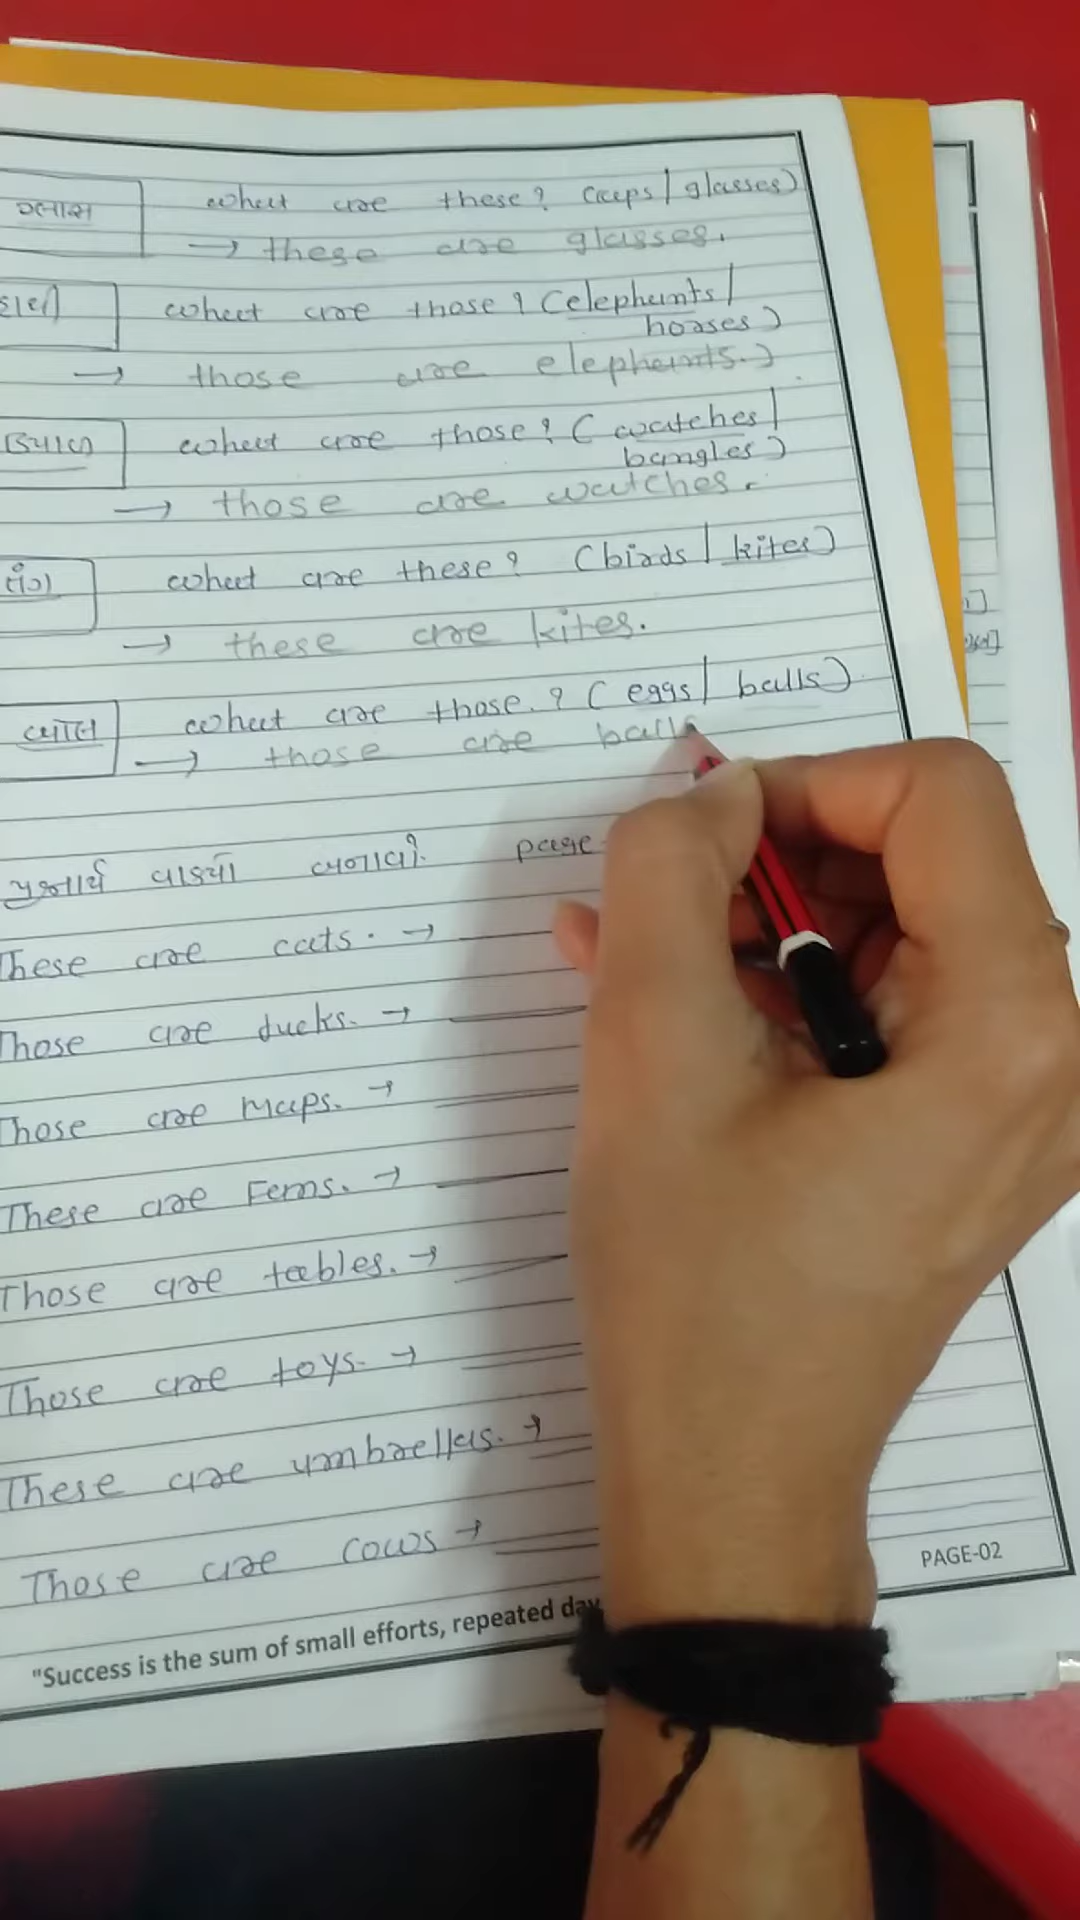 ગ્લાસ what are these? (cups/glasses)
→ these are glasses.
હાથી what are those? (elephants/
horses)
→ those are elephants.
what are those? (watches/
bangles)
→ those are watches.
what are these? (birds/kites)
→ these are kites.
બોલ what are those.? (eggs/balls)
→ those are balls
મુજબ વાક્યો બનાવો. page-
These are cats. →
Those are ducks. →
Those are maps. →
These are Fans. →
Those are tables. →
Those are toys. →
These are umbrellas. →
Those are cows →
PAGE-02
"Success is the sum of small efforts, repeated day